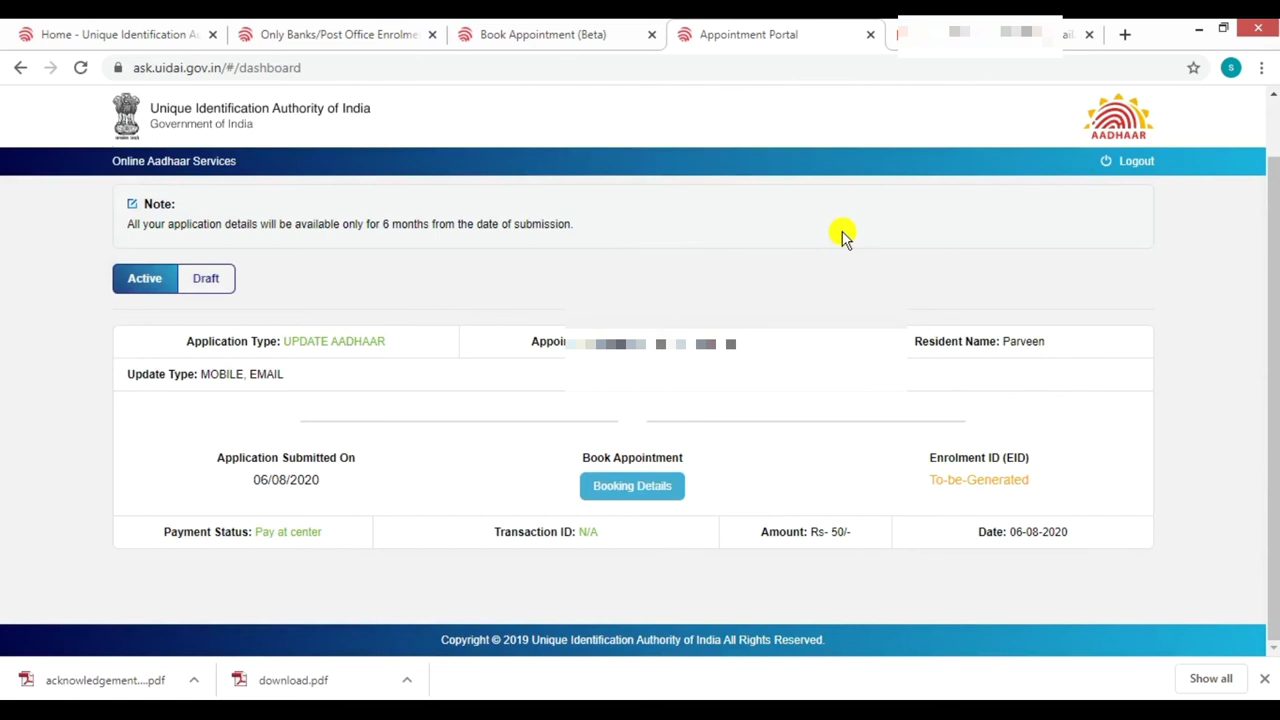 Home - Unique Identification Au
Only Banks/Post Office Enrolme
Book Appointment (Beta)
Appointment Portal
ask.uidai.gov.in/#/dashboard
S
Unique Identification Authority of India
Government of India
AADHAAR
Online Aadhaar Services
Logout
Note:
All your application details will be available only for 6 months from the date of submission.
Active
Draft
Application Type: UPDATE AADHAAR
Resident Name: Parveen
Update Type: MOBILE, EMAIL
Application Submitted On
Book Appointment
Enrolment ID (EID)
06/08/2020
Booking Details
To-be-Generated
Payment Status: Pay at center
Transaction ID: N/A
Amount: Rs- 50/-
Date: 06-08-2020
Copyright © 2019 Unique Identification Authority of India All Rights Reserved.
acknowledgement....pdf
download.pdf
Show all